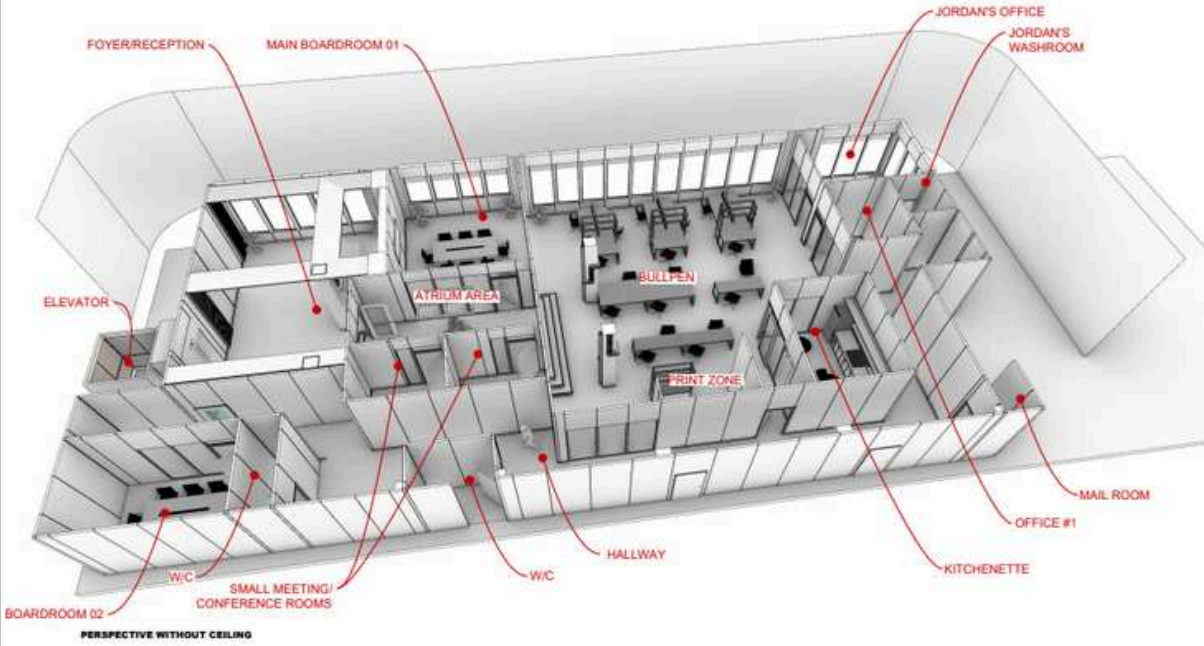 JORDAN'S OFFICE
JORDAN'S
WASHROOM
FOYER/RECEPTION
MAIN BOARDROOM 01
ELEVATOR
ATRIUM AREA
BULLPEN
PRINT ZONE
MAIL ROOM
OFFICE #1
HALLWAY
KITCHENETTE
W/C
W/C
SMALL MEETING/
CONFERENCE ROOMS
BOARDROOM 02
PERSPECTIVE WITHOUT CEILING